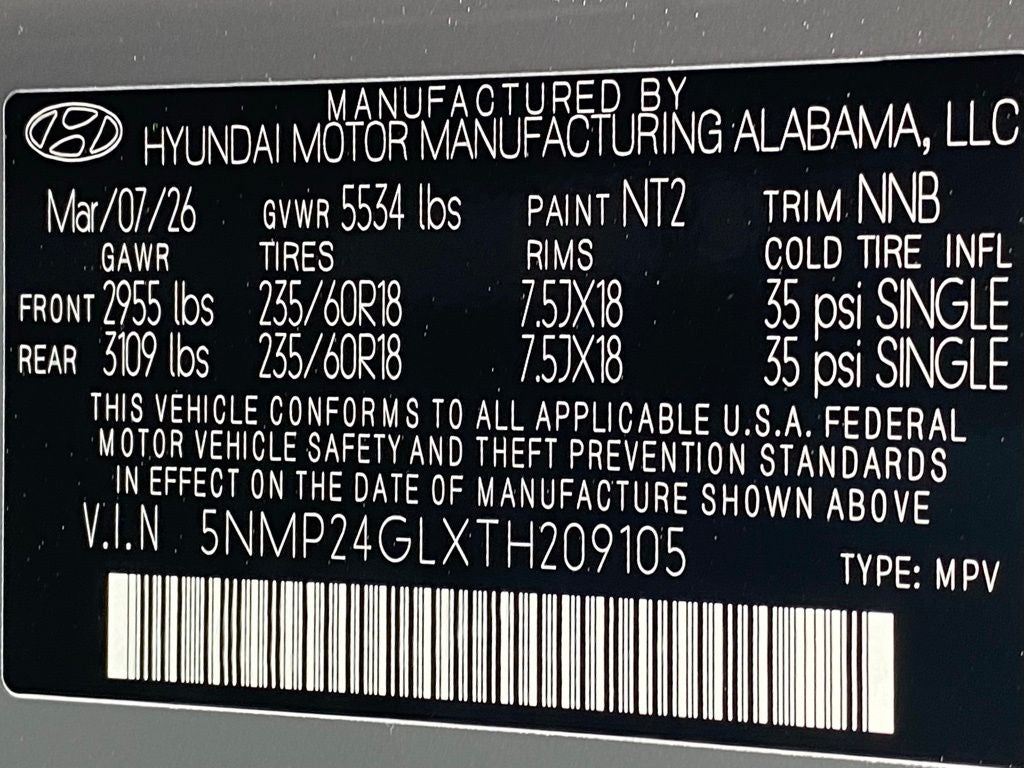 MANUFACTURED BY
HYUNDAI MOTOR MANUFACTURING ALABAMA, LLC
Mar/07/26 GVWR 5534 lbs PAINT NT2 TRIM NNB
GAWR TIRES RIMS COLD TIRE INFL
FRONT 2955 lbs 235/60R18 7.5JX18 35 psi SINGLE
REAR 3109 lbs 235/60R18 7.5JX18 35 psi SINGLE
THIS VEHICLE CONFORMS TO ALL APPLICABLE U.S.A. FEDERAL
MOTOR VEHICLE SAFETY AND THEFT PREVENTION STANDARDS
IN EFFECT ON THE DATE OF MANUFACTURE SHOWN ABOVE
V.I.N 5NMP24GLXTH209105
TYPE: MPV